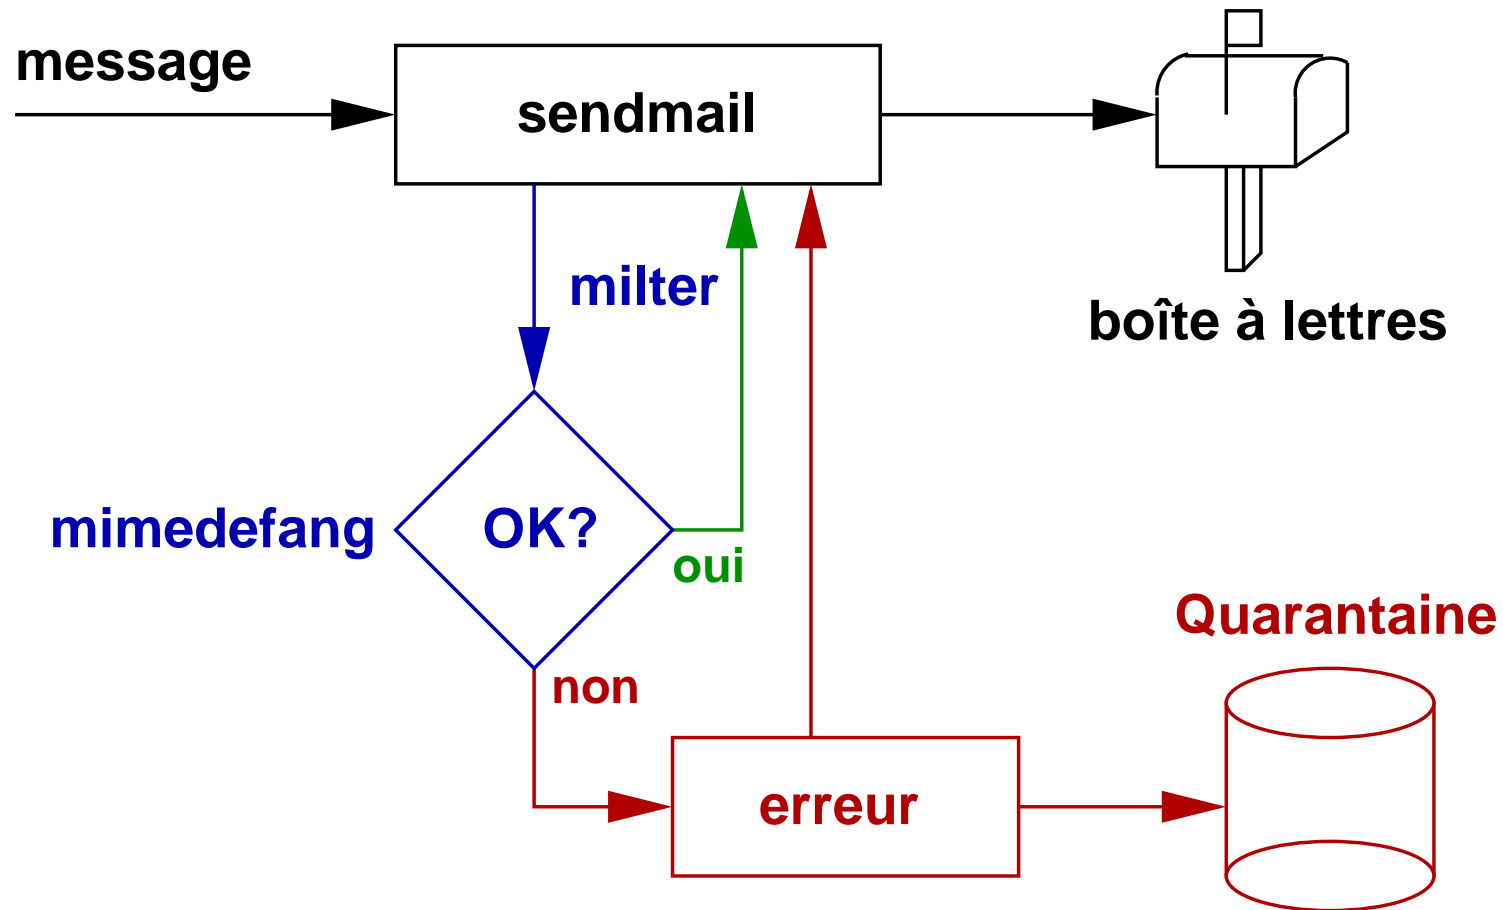 message
sendmail
milter
boîte à lettres
mimedefang
OK?
oui
Quarantaine
non
erreur